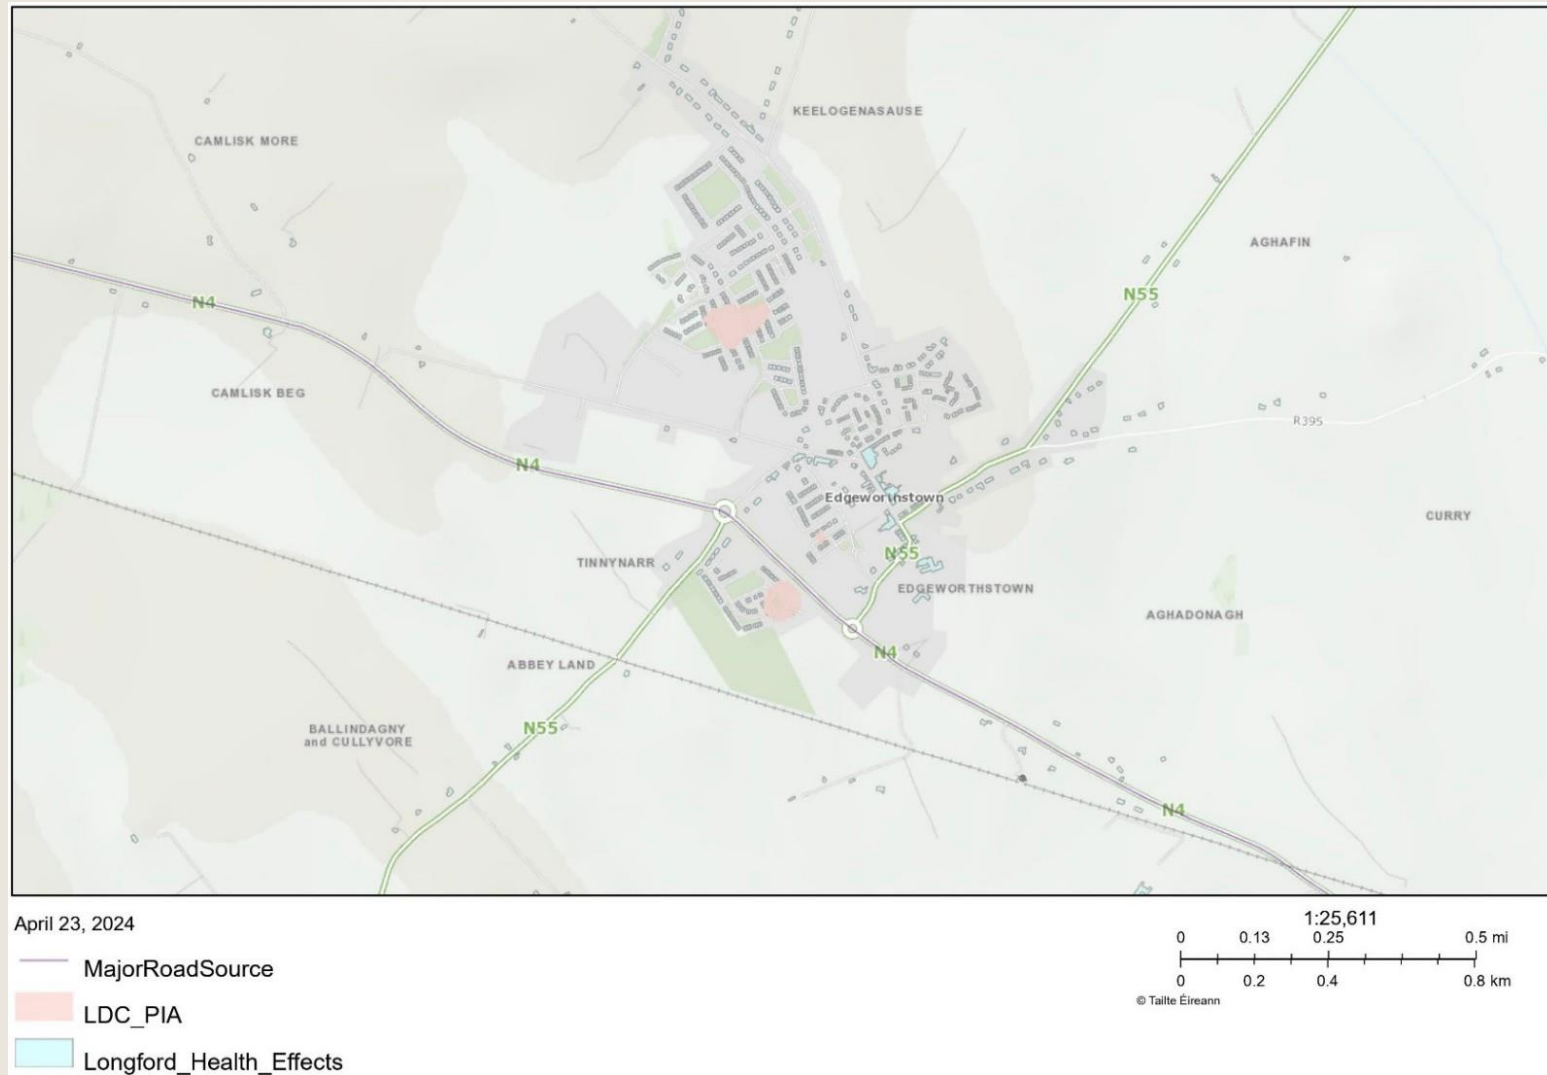 KEELOGENASAUSE
CAMLISK MORE
AGHAFIN
N4
N55
CAMLISK BEG
R395
N4
Edgeworthstown
CURRY
N55
TINNYNARR
EDGEWORTHSTOWN
AGHADONAGH
N4
ABBEY LAND
N55
BALLINDAGNY
and CULLYVORE
N4
April 23, 2024
MajorRoadSource
LDC_PIA
Longford_Health_Effects
1:25,611
0 0.13 0.25 0.5 mi
0 0.2 0.4 0.8 km
© Tailte Éireann